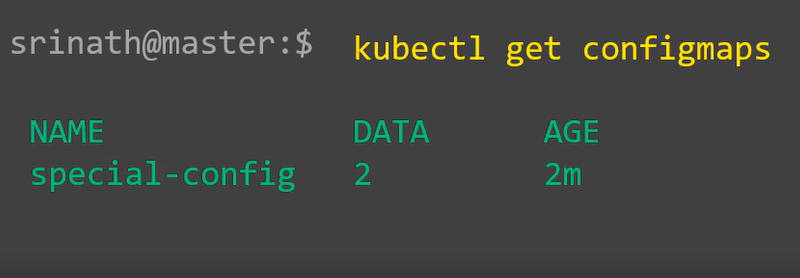 srinath@master:$ kubectl get configmaps
NAME DATA AGE
special-config 2 2m